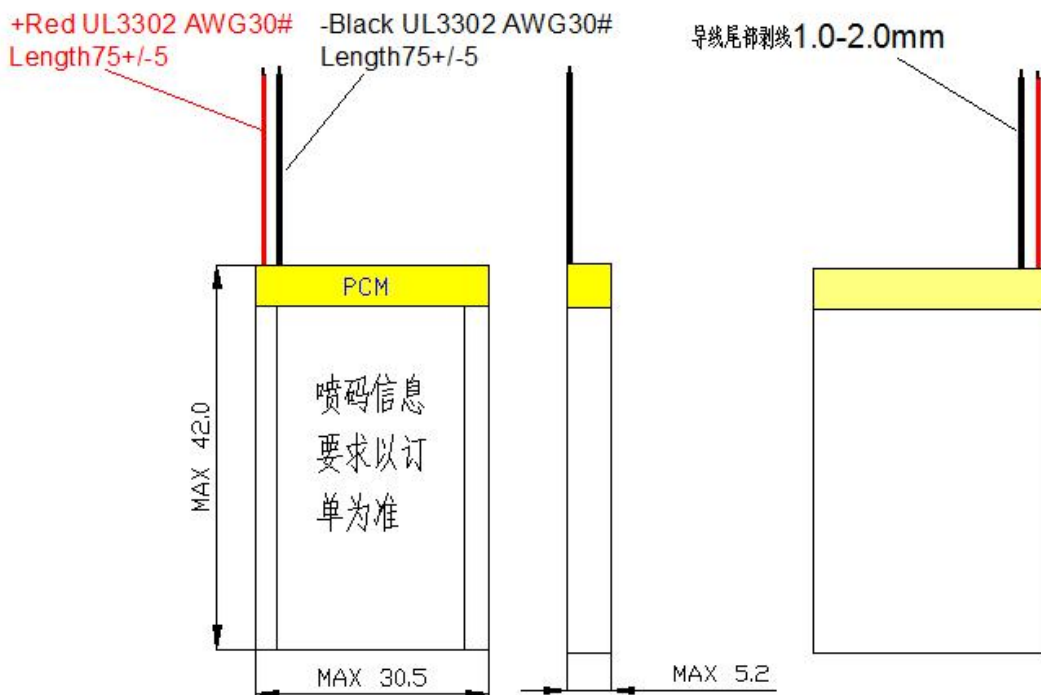 +Red UL3302 AWG30#
Length75+/-5
-Black UL3302 AWG30#
Length75+/-5
导线尾部剥线1.0-2.0mm
PCM
喷码信息
要求以订
单为准
MAX 42.0
MAX 30.5
MAX 5.2